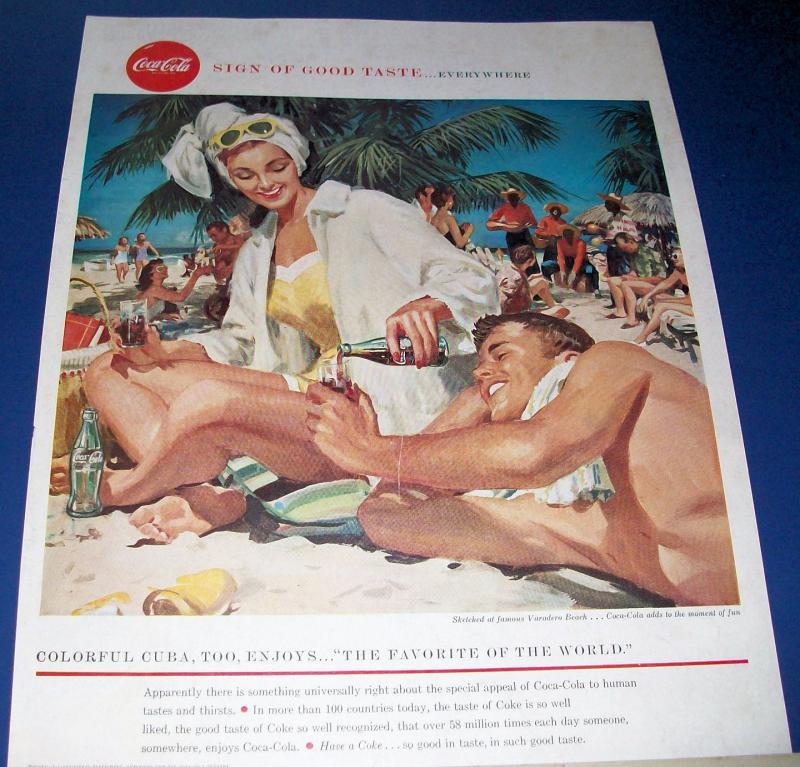 Coca-Cola
SIGN OF GOOD TASTE...EVERYWHERE
Coca-Cola
Sketched at famous Varadero Beach . . . Coca-Cola adds to the moment of fun
COLORFUL CUBA, TOO, ENJOYS..."THE FAVORITE OF THE WORLD."
Apparently there is something universally right about the special appeal of Coca-Cola to human
tastes and thirsts. • In more than 100 countries today, the taste of Coke is so well
liked, the good taste of Coke so well recognized, that over 58 million times each day someone,
somewhere, enjoys Coca-Cola. • Have a Coke . . . so good in taste, in such good taste.